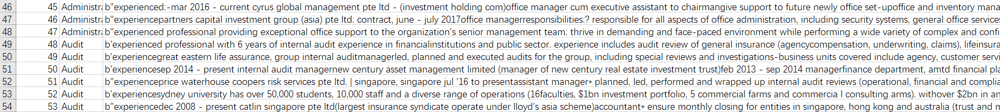 46 45 Administra b"experienced:-mar 2016 - current cyrus global management pte ltd - (investment holding com)office manager cum executive assistant to chairmangive support to future newly office set-upoffice and inventory mana
47 46 Administra b"experiencepartners capital investment group (asia) pte ltd: contract, june - july 2017office managerresponsibilities:? responsible for all aspects of office administration, including security systems, general office service
48 47 Administra b"experienced professional providing exceptional office support to the organization's senior management team. thrive in demanding and face-paced environment while performing a wide variety of complex and confi
49 48 Audit b'experienced professional with 6 years of internal audit experience in financialinstitutions and public sector. experience includes audit review of general insurance (agencycompensation, underwriting, claims), lifeinsura
50 49 Audit b'experiencegreat eastern life assurance, group internal auditmanagerled, planned and executed audits for the group, including special reviews and investigations-business units covered include agency, customer servi
51 50 Audit b'experiencesep 2014 - present internal audit managernew century asset management limited (manager of new century real estate investment trust)feb 2013 - sep 2014 managerfinance department, amtd financial pla
52 51 Audit b"experienceprice waterhouse coopers risk services pte ltd. | singapore, singapore jul '16 to presentassistant manager* planned, led, performed and wrapped up internal audit reviews (operational, financial and complia
53 52 Audit b'experiencesydney university has over 50,000 students, 10,000 staff and a diverse range of operations (16faculties, $1bn investment portfolio, 5 commercial farms and commercia l consulting arms). withover $2bn in an
54 53 Audit b"experiencedec 2008 - present catlin singapore pte ltd(largest insurance syndicate operate under lloyd's asia scheme)accountant* ensure monthly closing for entities in singapore, hong kong and australia (trust and r